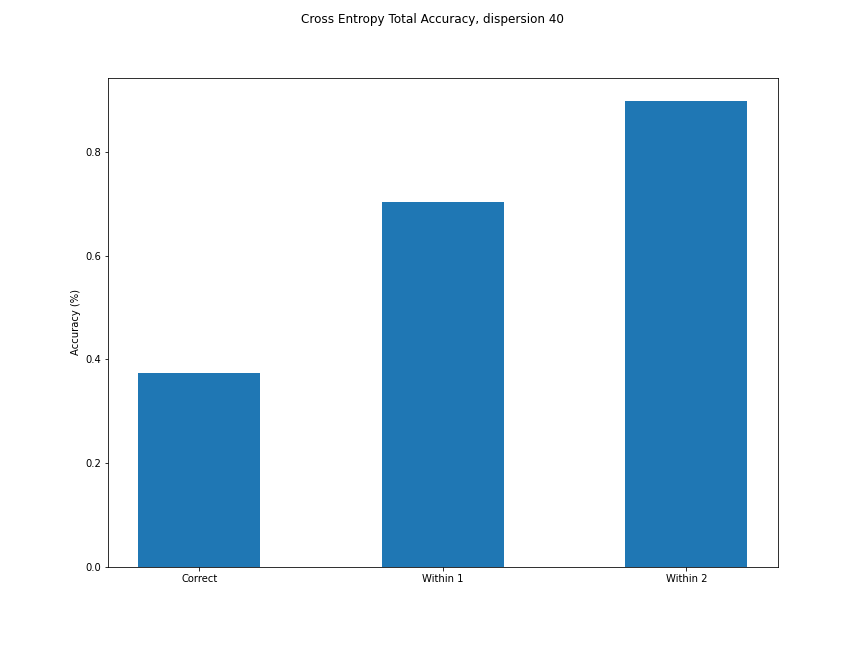 Cross Entropy Total Accuracy, dispersion 40
Accuracy (%)
0.8
0.6
0.4
0.2
0.0
Correct
Within 1
Within 2